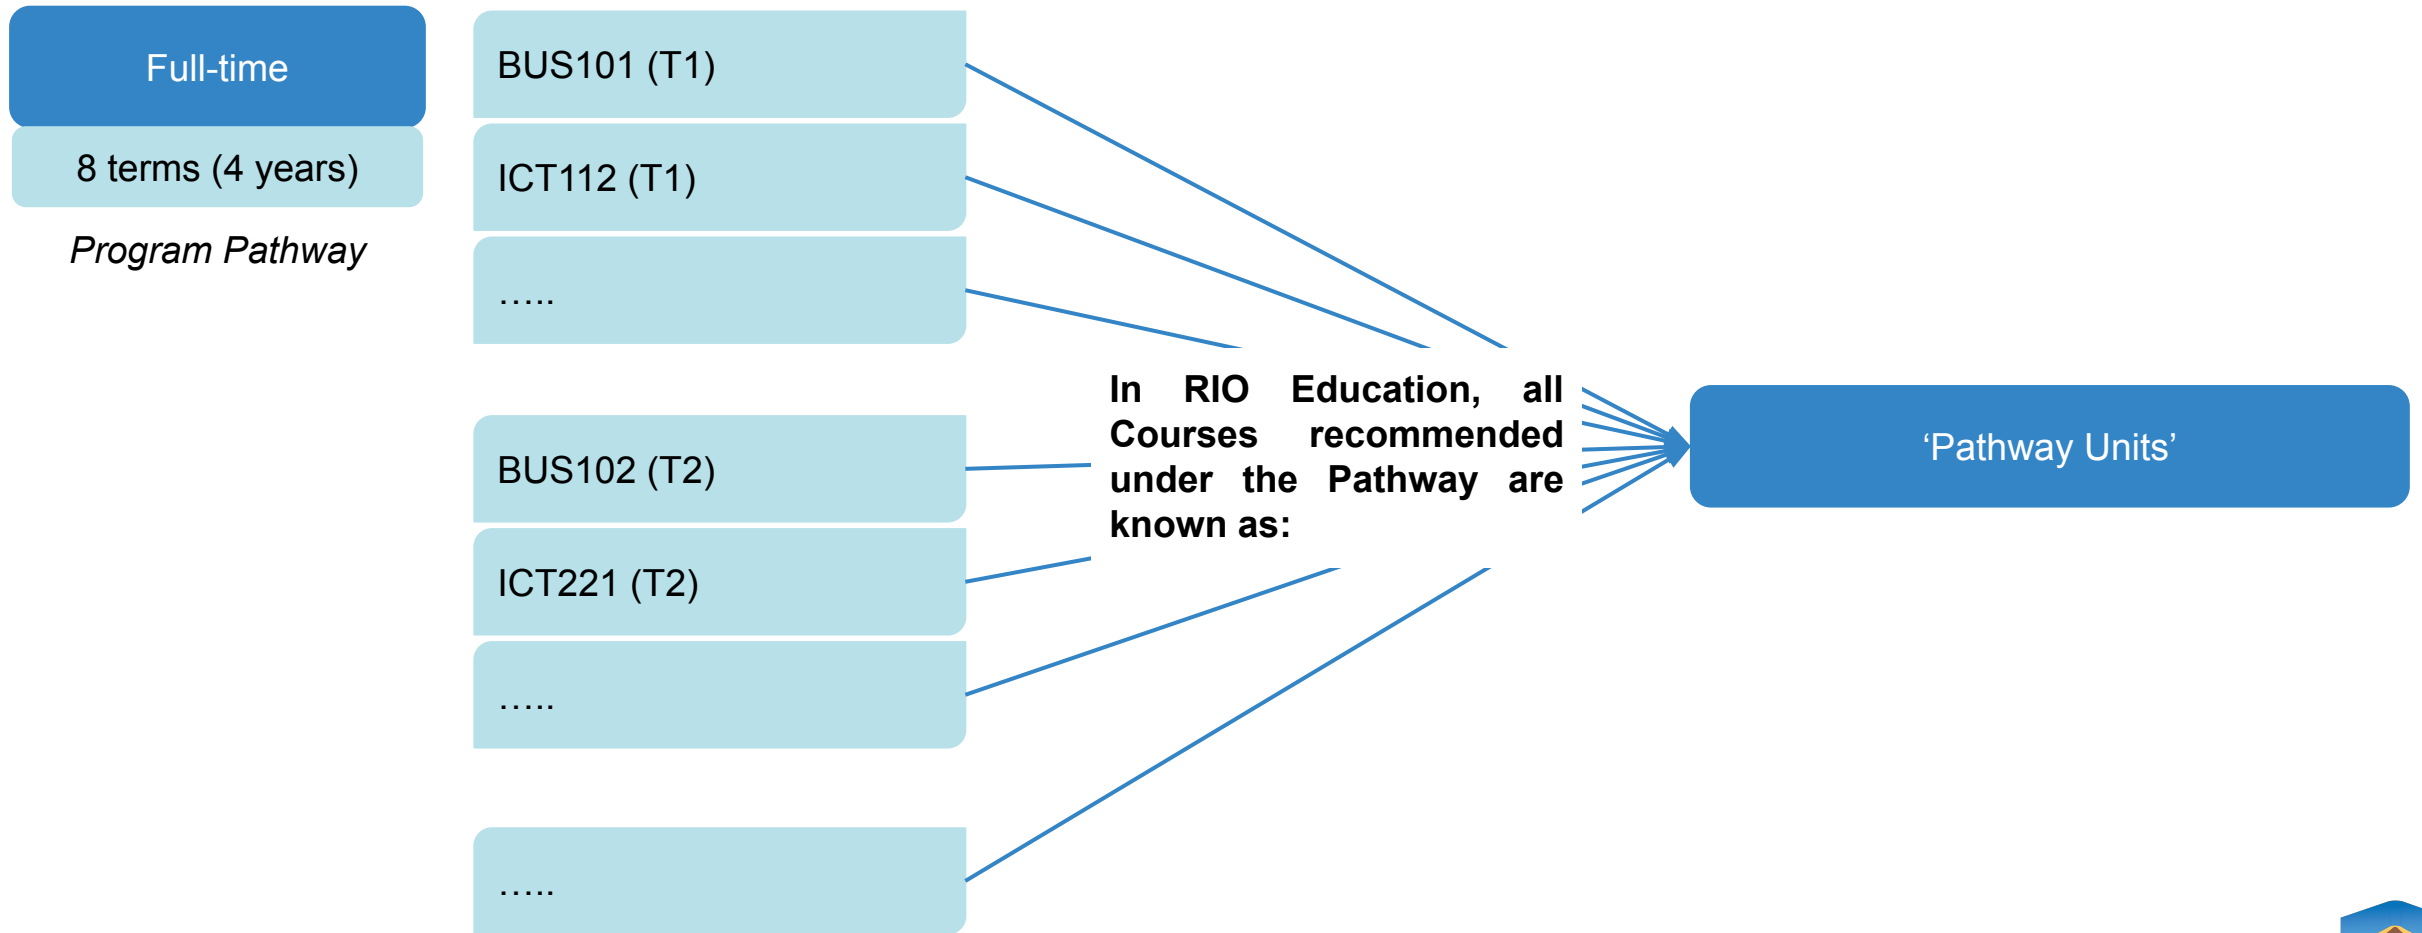 Full-time
8 terms (4 years)
Program Pathway
BUS101 (T1)
ICT112 (T1)
…..
BUS102 (T2)
ICT221 (T2)
…..
…..
In RIO Education, all
Courses recommended
under the Pathway are
known as:
‘Pathway Units’